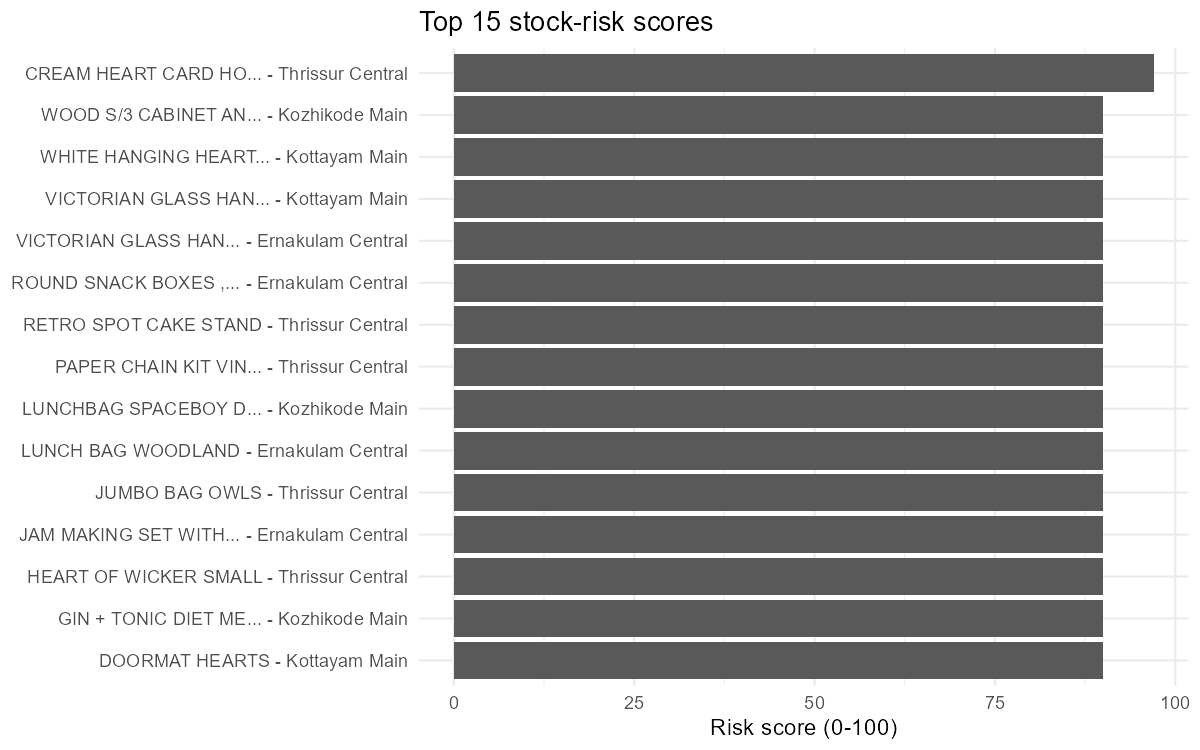 Top 15 stock-risk scores
CREAM HEART CARD HO... - Thrissur Central
WOOD S/3 CABINET AN... - Kozhikode Main
WHITE HANGING HEART... - Kottayam Main
VICTORIAN GLASS HAN... - Kottayam Main
VICTORIAN GLASS HAN... - Ernakulam Central
ROUND SNACK BOXES ,... - Ernakulam Central
RETRO SPOT CAKE STAND - Thrissur Central
PAPER CHAIN KIT VIN... - Thrissur Central
LUNCHBAG SPACEBOY D... - Kozhikode Main
LUNCH BAG WOODLAND - Ernakulam Central
JUMBO BAG OWLS - Thrissur Central
JAM MAKING SET WITH... - Ernakulam Central
HEART OF WICKER SMALL - Thrissur Central
GIN + TONIC DIET ME... - Kozhikode Main
DOORMAT HEARTS - Kottayam Main
0 25 50 75 100
Risk score (0-100)